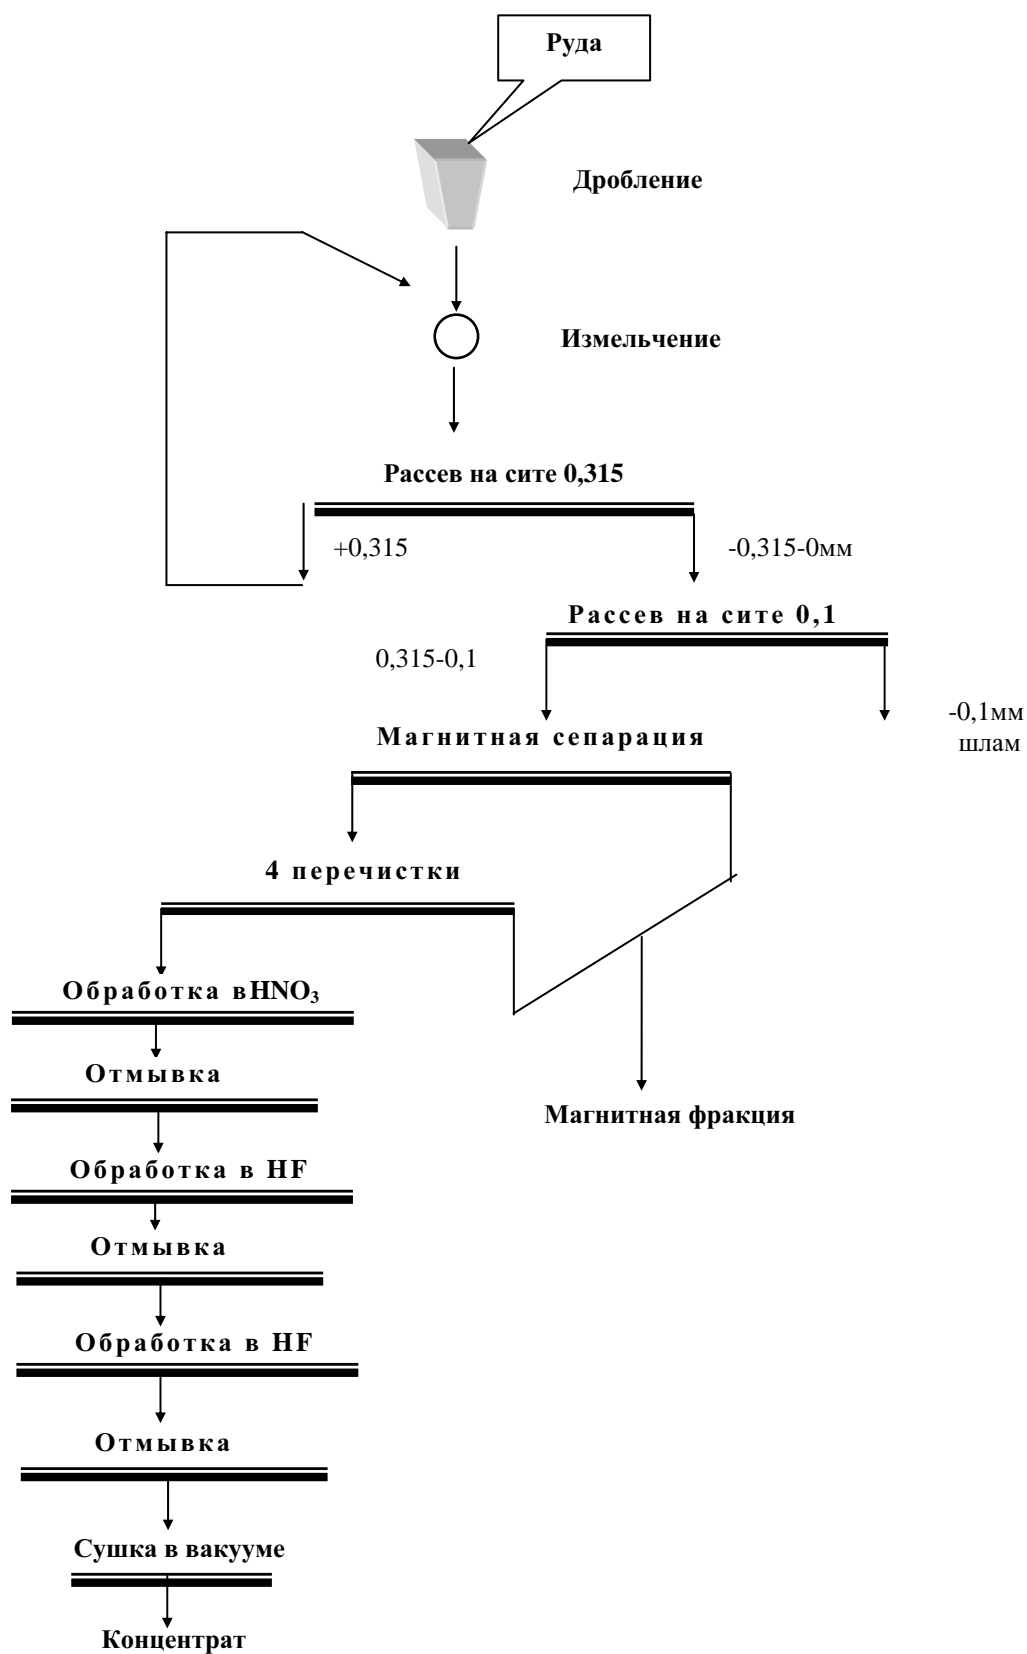 Руда
Дробление
Измельчение
Рассев на сите 0,315
+0,315
-0,315-0мм
Рассев на сите 0,1
0,315-0,1
-0,1мм
шлам
Магнитная сепарация
4 перечистки
Обработка вHNO₃
Отмывка
Магнитная фракция
Обработка в HF
Отмывка
Обработка в HF
Отмывка
Сушка в вакууме
Концентрат